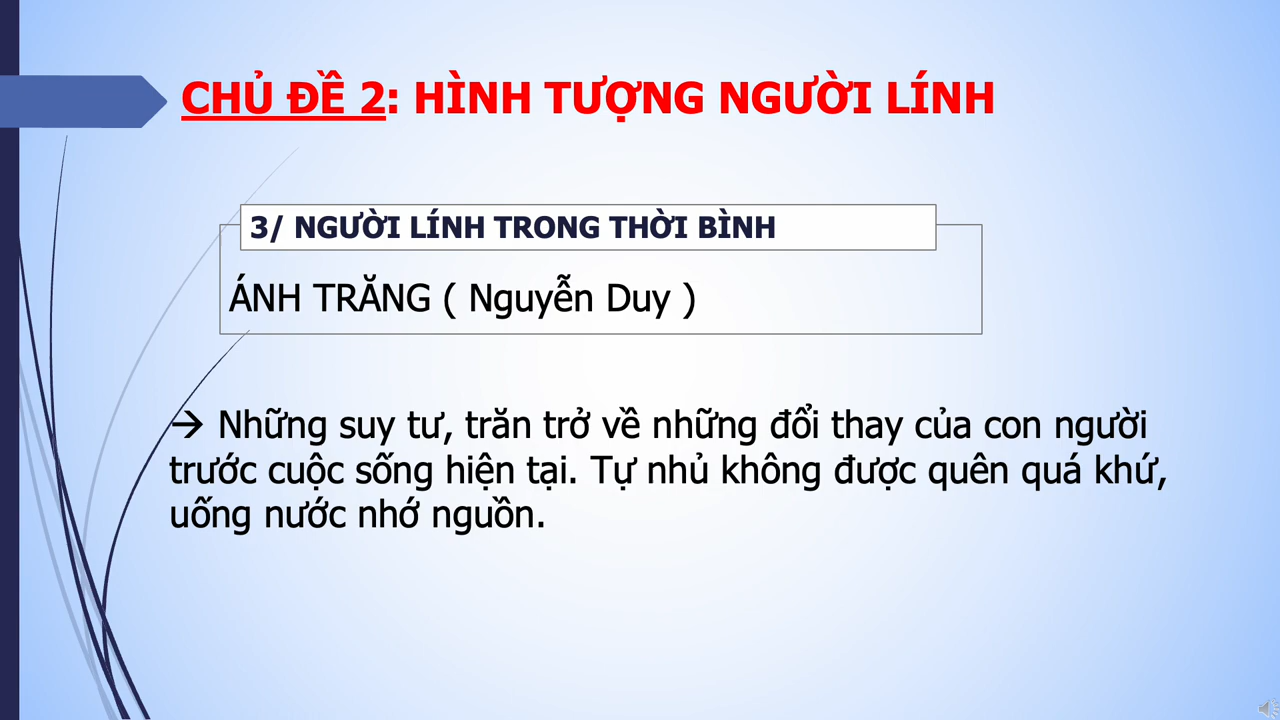 CHỦ ĐỀ 2: HÌNH TƯỢNG NGƯỜI LÍNH
3/ NGƯỜI LÍNH TRONG THỜI BÌNH
ÁNH TRĂNG ( Nguyễn Duy )
→ Những suy tư, trăn trở về những đổi thay của con người
trước cuộc sống hiện tại. Tự nhủ không được quên quá khứ,
uống nước nhớ nguồn.